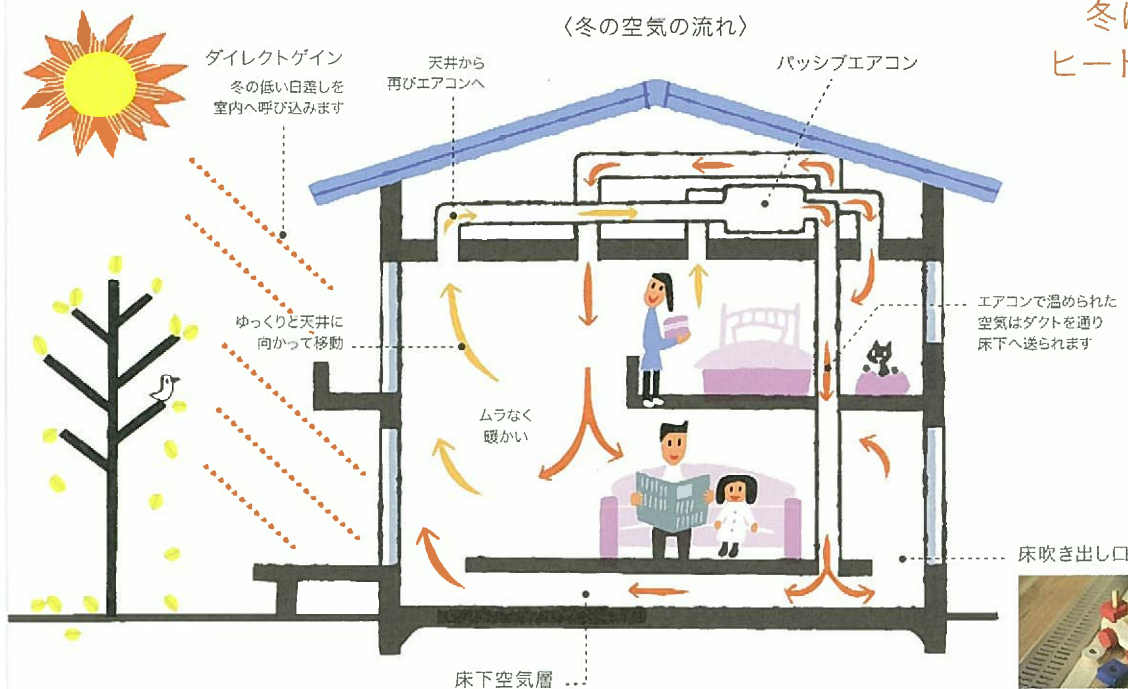 〈冬の空気の流れ〉
冬は
ヒート
ダイレクトゲイン
冬の低い日差しを
室内へ呼び込みます
天井から
再びエアコンへ
パッシブエアコン
ゆっくりと天井に
向かって移動
エアコンで温められた
空気はダクトを通り
床下へ送られます
ムラなく
暖かい
床吹き出し口
床下空気層